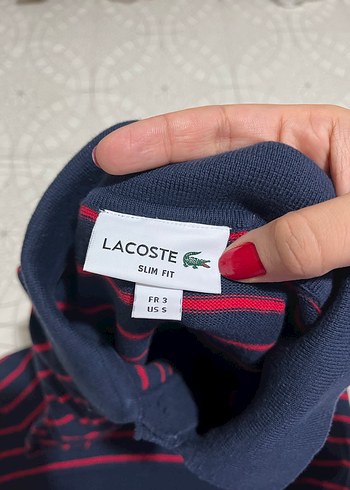 LACOSTE
SLIM FIT
FR 3
US S